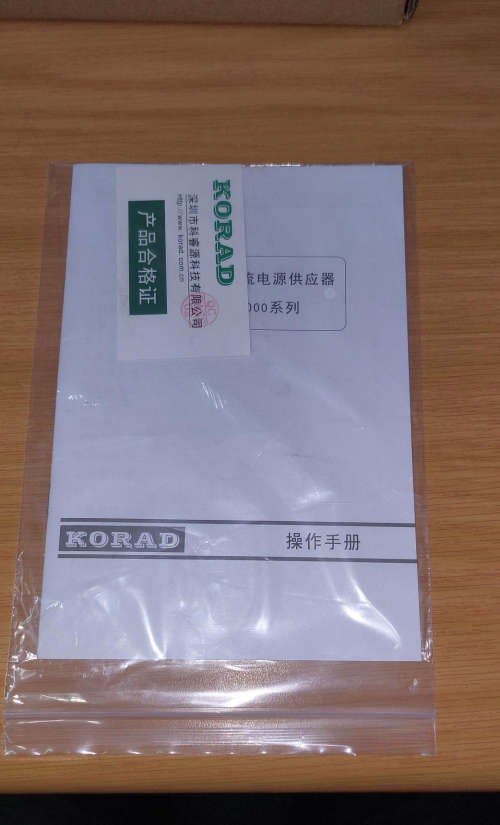 KORAD
深圳市科睿源科技有限公司
http://www.korad.com.cn
产品合格证
QC
流电源供应器
000系列
KORAD
操作手册